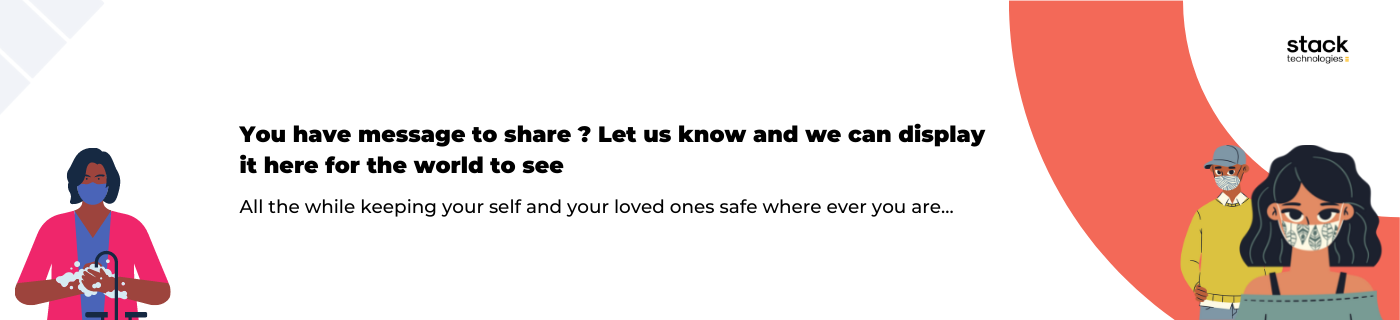 stack
technologies
You have message to share ? Let us know and we can display
it here for the world to see
All the while keeping your self and your loved ones safe where ever you are...